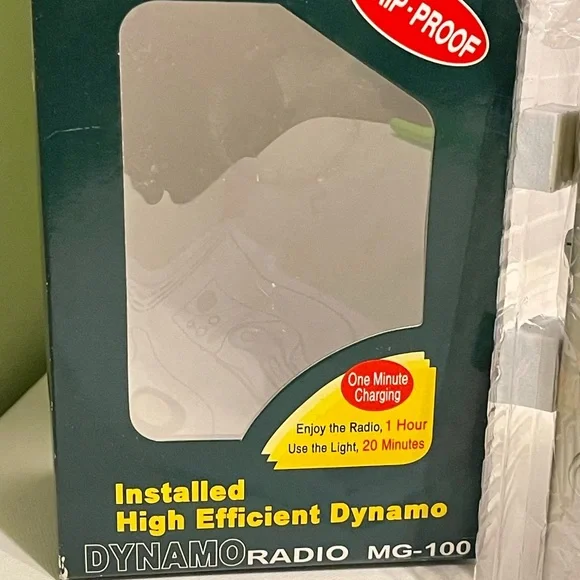 PROOF
One Minute
Charging
Enjoy the Radio, 1 Hour
Use the Light, 20 Minutes
Installed
High Efficient Dynamo
DYNAMO RADIO MG-100